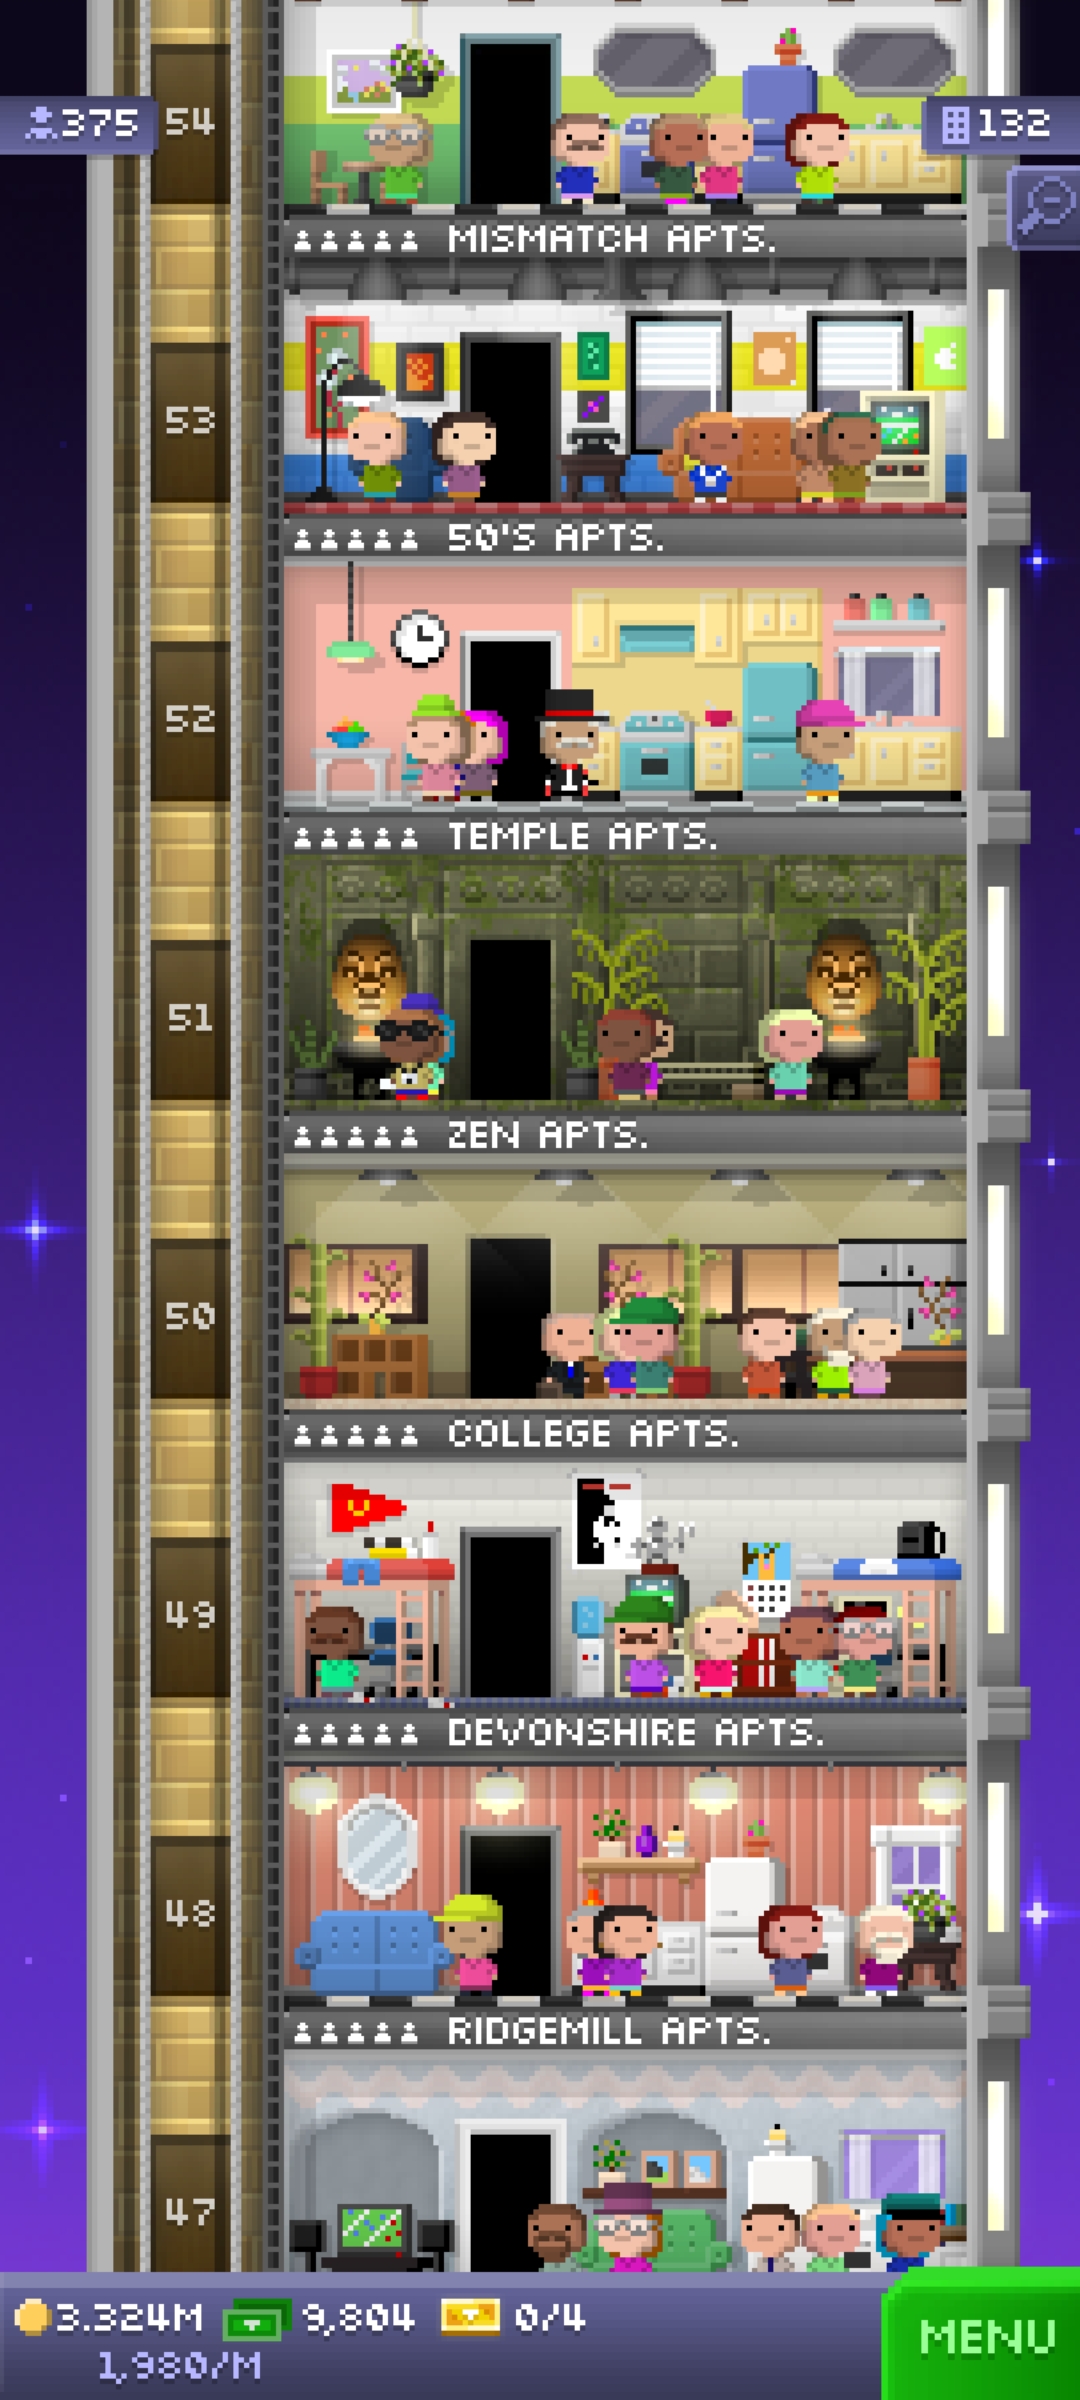 54
375
132
MISMATCH APTS.
53
50'S APTS.
52
TEMPLE APTS.
51
ZEN APTS.
50
COLLEGE APTS.
49
DEVONSHIRE APTS.
48
RIDGEMILL APTS.
47
3.324M 9,804 0/4
1,980/M
MENU